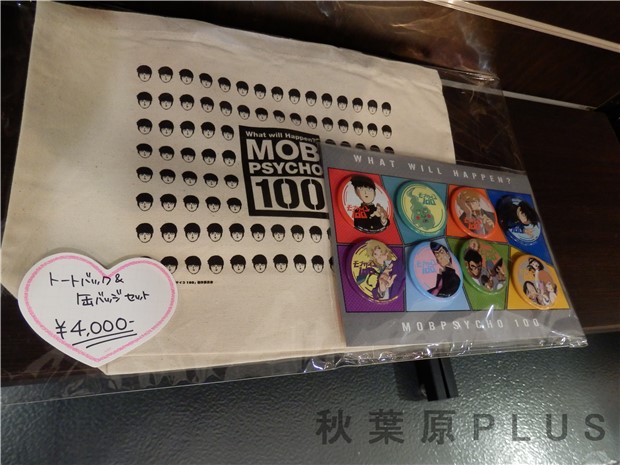 What will Happen?
MOB
PSYCHO
100
WHAT WILL HAPPEN?
MOBPSYCHO 100
トートバック&
缶バッジセット
¥4,000-
秋葉原PLUS